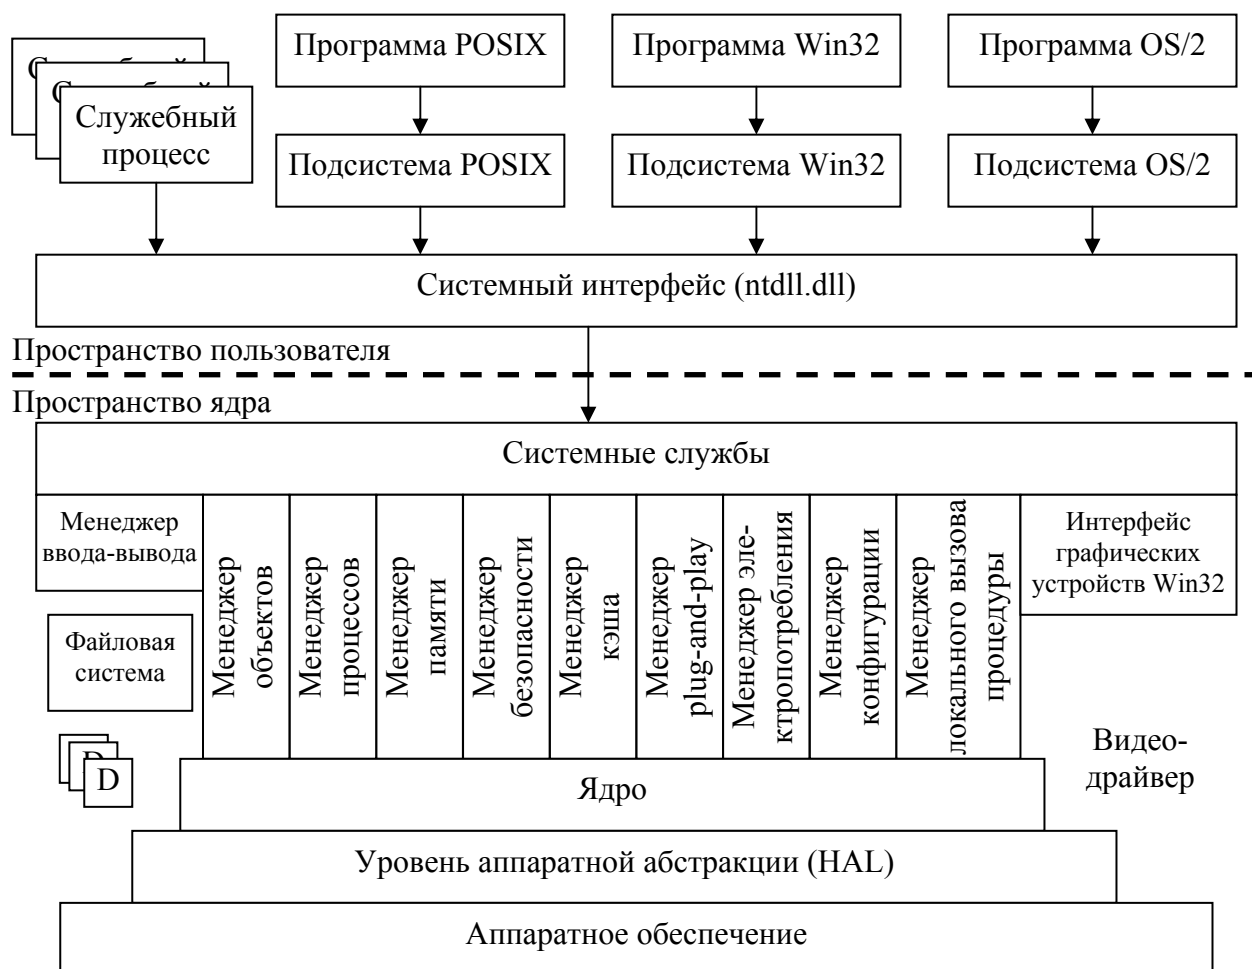 Программа POSIX
Программа Win32
Программа OS/2
Служебный
процесс
Подсистема POSIX
Подсистема Win32
Подсистема OS/2
Системный интерфейс (ntdll.dll)
Пространство пользователя
Пространство ядра
Системные службы
Менеджер
ввода-вывода
Файловая
система
D
Менеджер
объектов
Менеджер
процессов
Менеджер
памяти
Менеджер
безопасности
Менеджер
кэша
Менеджер
plug-and-play
Менеджер эле-
ктропотребления
Менеджер
конфигурации
Менеджер
локального вызова
процедуры
Интерфейс
графических
устройств Win32
Видео-
драйвер
Ядро
Уровень аппаратной абстракции (HAL)
Аппаратное обеспечение